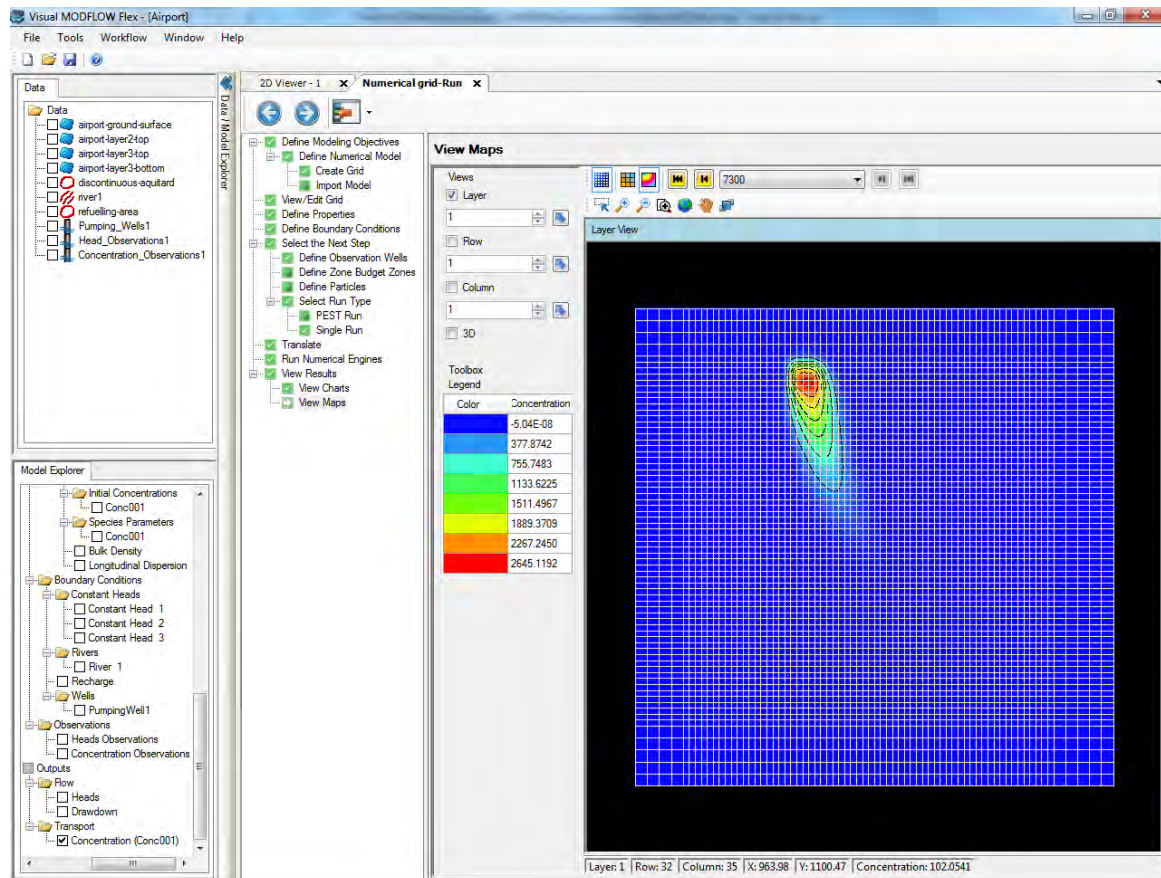 Visual MODFLOW Flex - [Airport]
File Tools Workflow Window Help
Data
Data
airport-ground-surface
airport-layer2-top
airport-layer3-top
airport-layer3-bottom
discontinuous-aquitard
river1
refuelling-area
Pumping_Wells1
Head_Observations1
Concentration_Observations1
Data / Model Explorer
Model Explorer
Initial Concentrations
Conc001
Species Parameters
Conc001
Bulk Density
Longitudinal Dispersion
Boundary Conditions
Constant Heads
Constant Head 1
Constant Head 2
Constant Head 3
Rivers
River 1
Recharge
Wells
PumpingWell1
Observations
Heads Observations
Concentration Observations
Outputs
Flow
Heads
Drawdown
Transport
Concentration (Conc001)
2D Viewer - 1 X Numerical grid-Run X
Define Modeling Objectives
Define Numerical Model
Create Grid
Import Model
View/Edit Grid
Define Properties
Define Boundary Conditions
Select the Next Step
Define Observation Wells
Define Zone Budget Zones
Define Particles
Select Run Type
PEST Run
Single Run
Translate
Run Numerical Engines
View Results
View Charts
View Maps
View Maps
Views
Layer
1
Row
1
Column
1
3D
Toolbox
Legend
Color Concentration
-5.04E-08
377.8742
755.7483
1133.6225
1511.4967
1889.3709
2267.2450
2645.1192
7300
Layer View
Layer: 1 Row: 32 Column: 35 X: 963.98 Y: 1100.47 Concentration: 102.0541